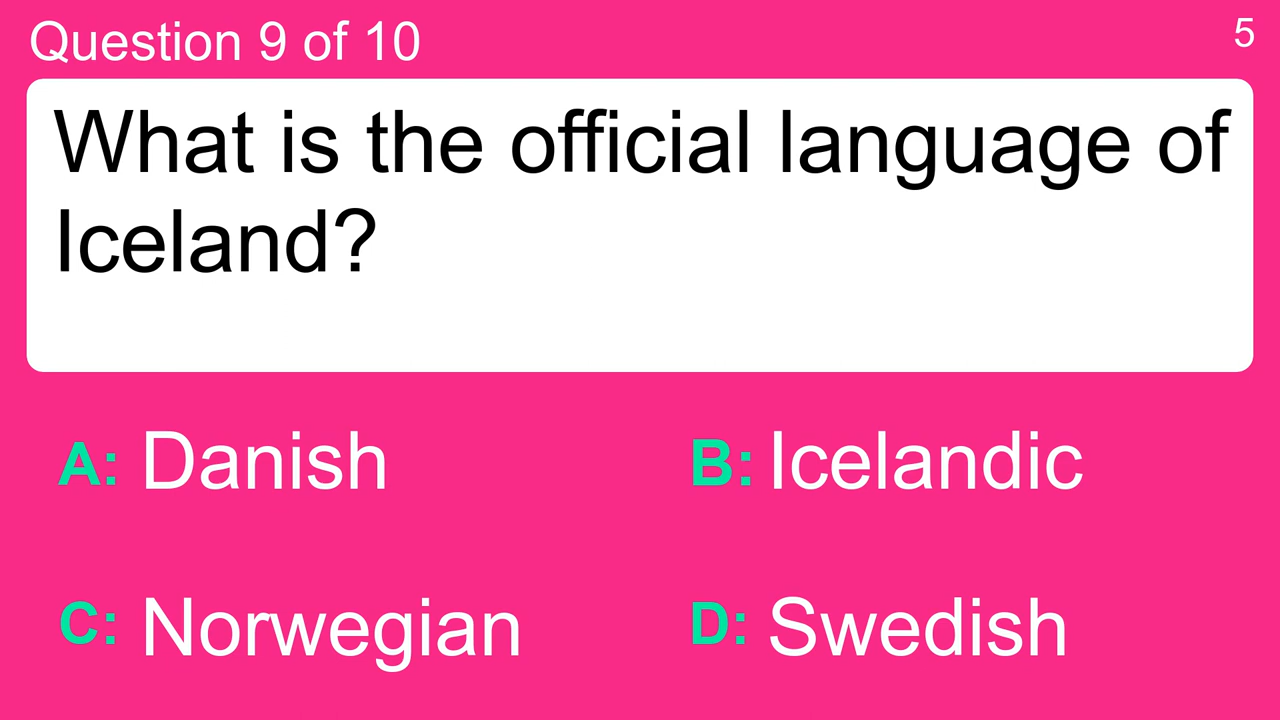 Question 9 of 10
5
What is the official language of
Iceland?
A: Danish
B: Icelandic
C: Norwegian
D: Swedish